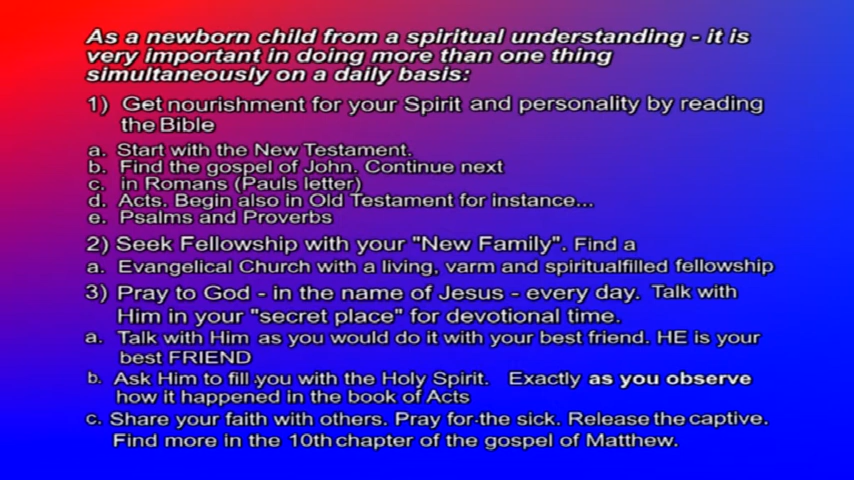 As a newborn child from a spiritual understanding - it is
very important in doing more than one thing
simultaneously on a daily basis:
1) Get nourishment for your Spirit and personality by reading
the Bible
a. Start with the New Testament.
b. Find the gospel of John. Continue next
c. in Romans (Pauls letter)
d. Acts. Begin also in Old Testament for instance...
e. Psalms and Proverbs
2) Seek Fellowship with your "New Family". Find a
a. Evangelical Church with a living, varm and spiritualfilled fellowship
3) Pray to God - in the name of Jesus - every day. Talk with
Him in your "secret place" for devotional time.
a. Talk with Him as you would do it with your best friend. HE is your
best FRIEND
b. Ask Him to fill you with the Holy Spirit. Exactly as you observe
how it happened in the book of Acts
c. Share your faith with others. Pray for the sick. Release the captive.
Find more in the 10th chapter of the gospel of Matthew.